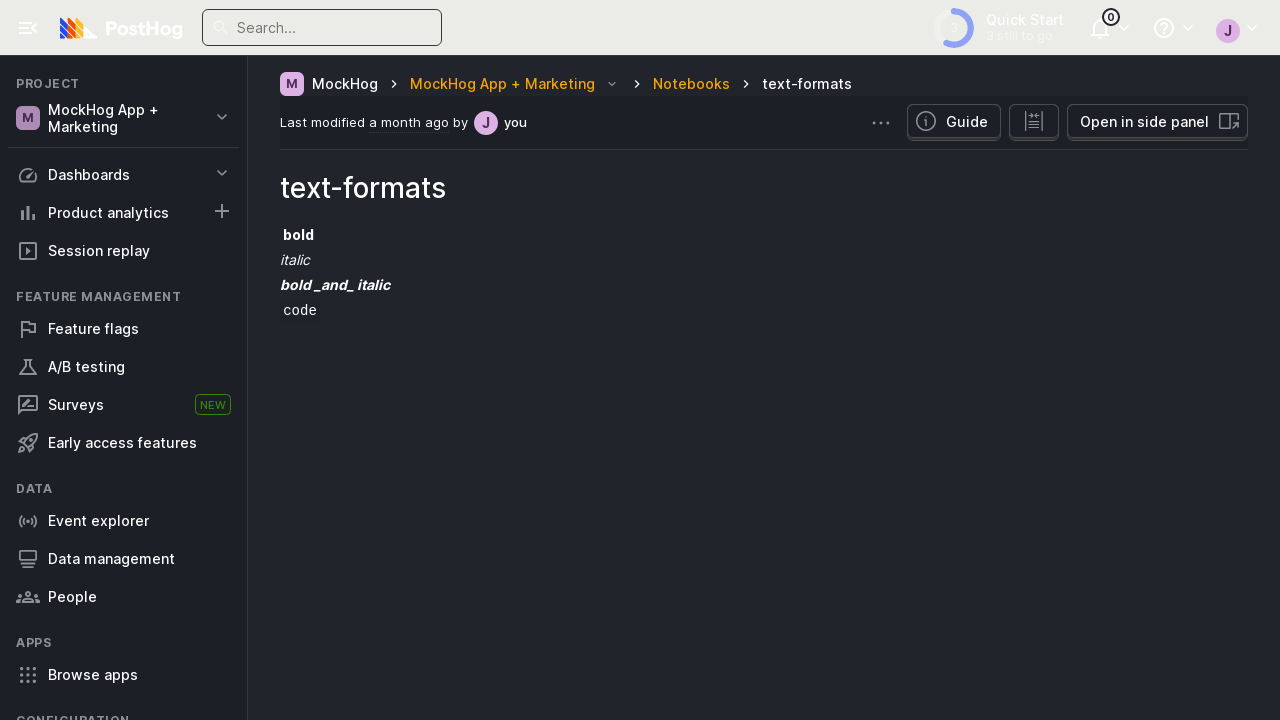 PostHog
Search...
3
Quick Start
3 still to go
0
J
PROJECT
M
MockHog App + Marketing
Dashboards
Product analytics
Session replay
FEATURE MANAGEMENT
Feature flags
A/B testing
Surveys
NEW
Early access features
DATA
Event explorer
Data management
People
APPS
Browse apps
CONFIGURATION
M MockHog
MockHog App + Marketing
Notebooks
text-formats
Last modified a month ago by J you
Guide
Open in side panel
text-formats
bold
italic
bold _and_ italic
code